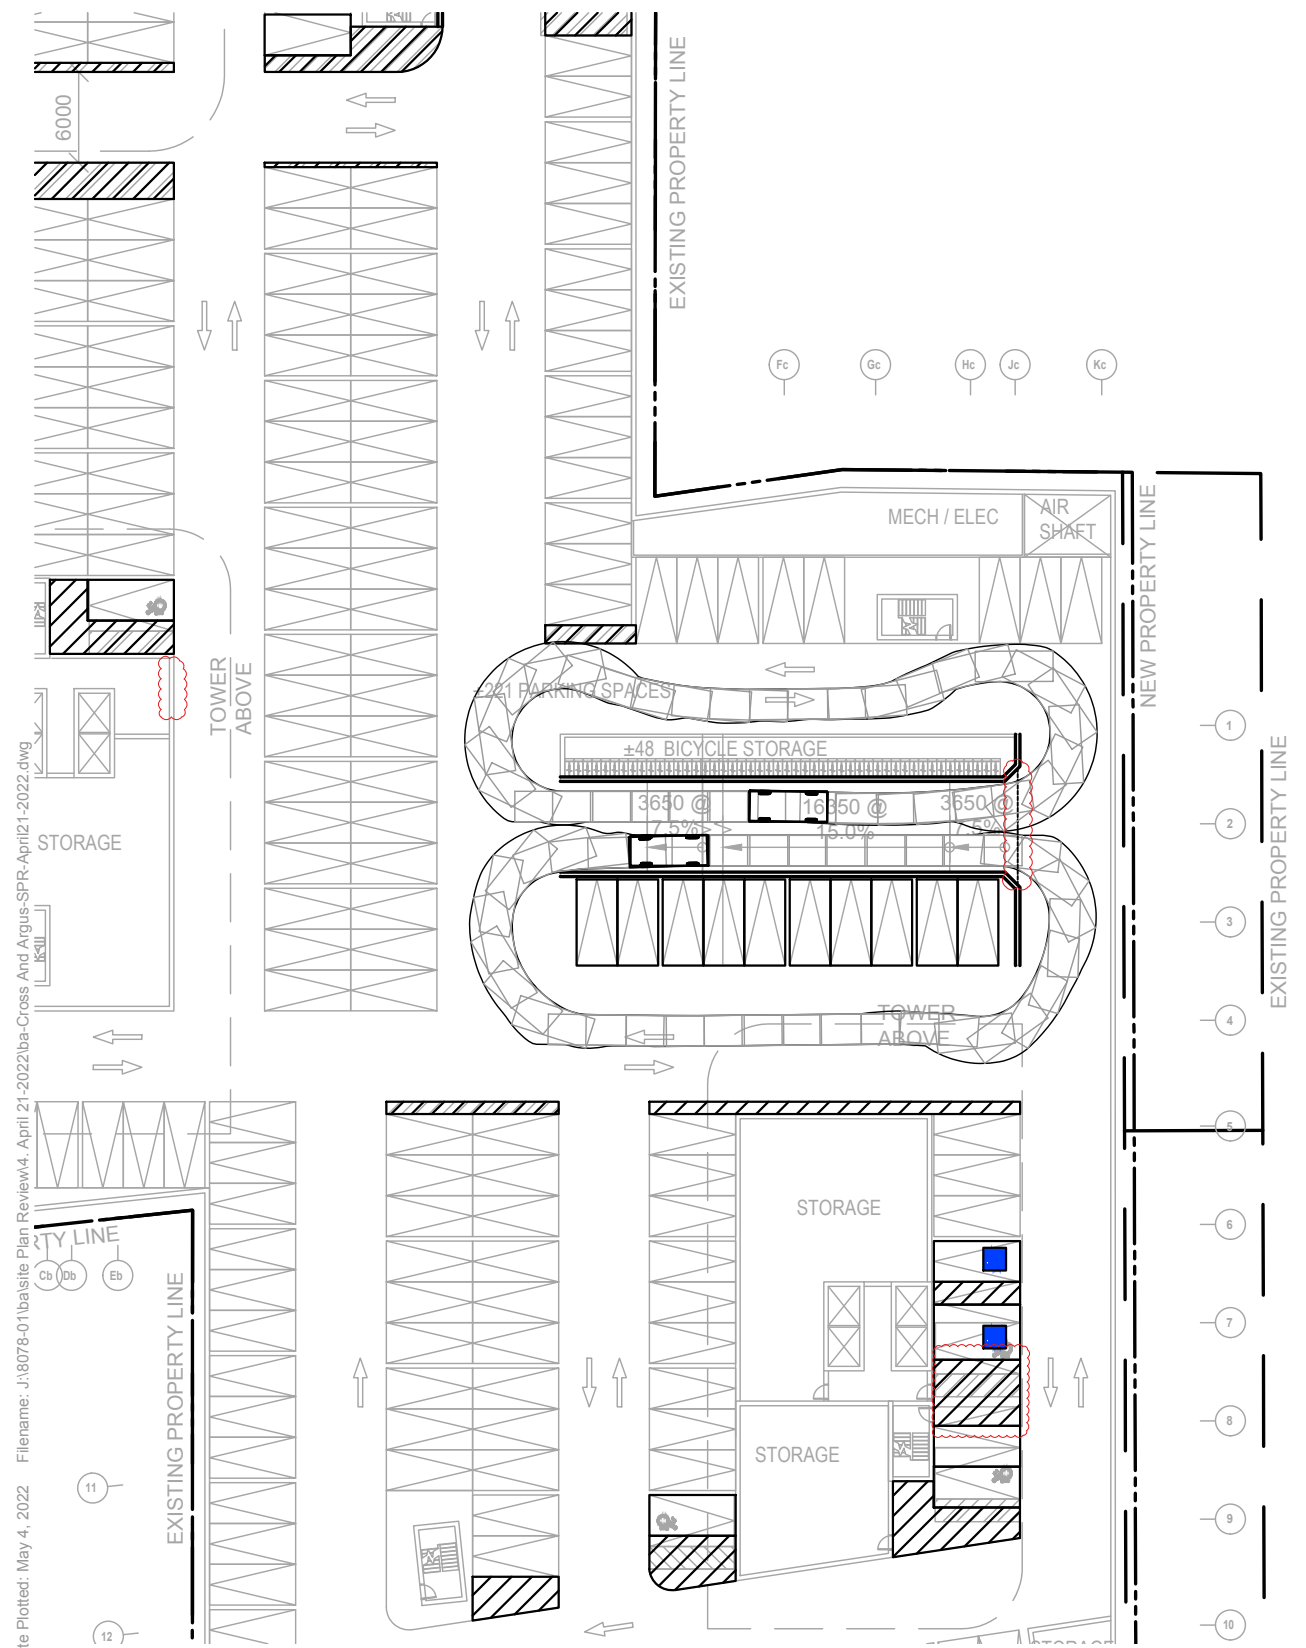 6000
EXISTING PROPERTY LINE
Fc
Gc
Hc
Jc
Kc
MECH / ELEC
AIR
SHAFT
NEW PROPERTY LINE
TOWER
ABOVE
±221 PARKING SPACES
±48 BICYCLE STORAGE
3650 @
7.5%
16350 @
15.0%
3650 @
7.5%
STORAGE
EXISTING PROPERTY LINE
TOWER
ABOVE
1
2
3
4
5
6
7
8
9
10
STORAGE
STORAGE
RTY LINE
Cb
Db
Eb
EXISTING PROPERTY LINE
11
12
STORAGE
te Plotted: May 4, 2022 Filename: J:\8078-01\ba\site Plan Review\4. April 21-2022\ba-Cross And Argus-SPR-April21-2022.dwg